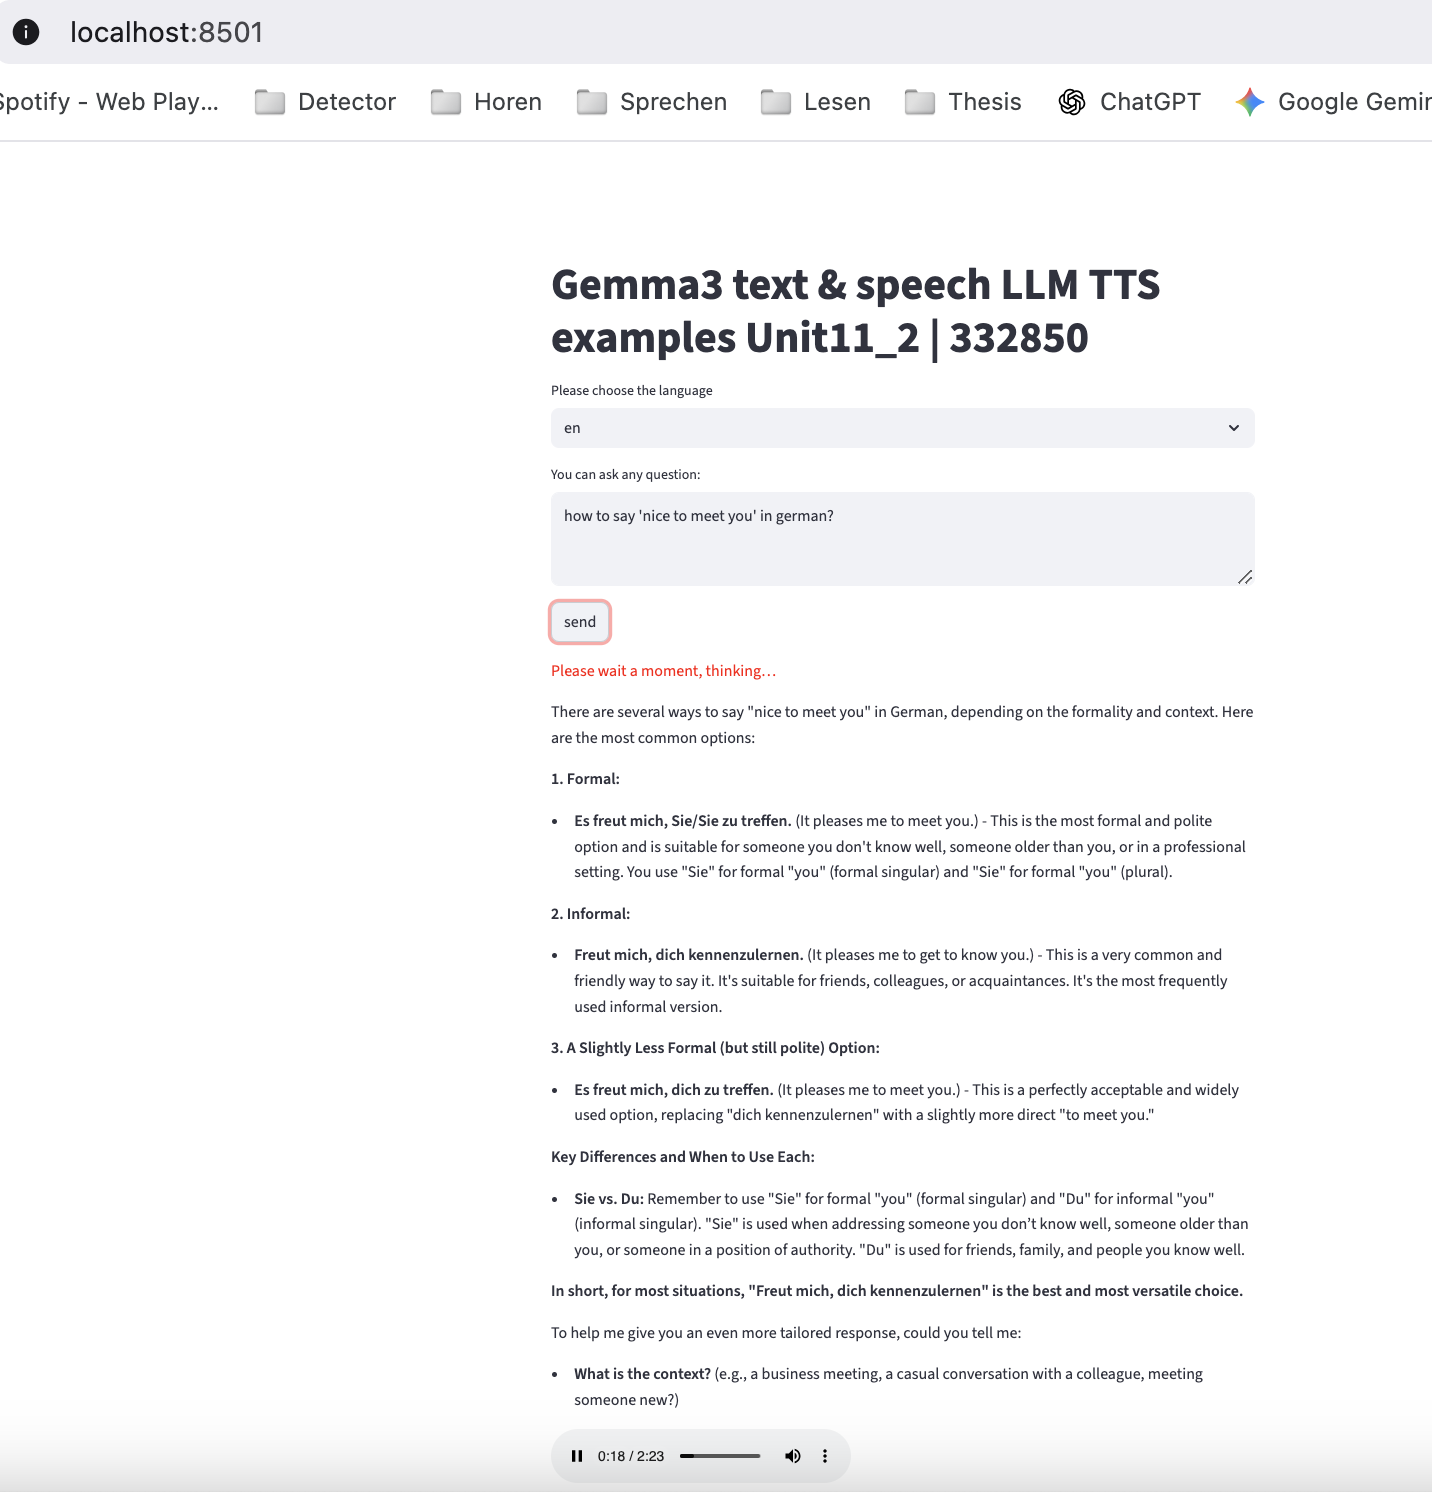 localhost:8501
Spotify - Web Play...
Detector
Horen
Sprechen
Lesen
Thesis
ChatGPT
Google Gemin
Gemma3 text & speech LLM TTS
examples Unit11_2 | 332850
Please choose the language
en
You can ask any question:
how to say 'nice to meet you' in german?
send
Please wait a moment, thinking...
There are several ways to say "nice to meet you" in German, depending on the formality and context. Here
are the most common options:
1. Formal:
• Es freut mich, Sie/Sie zu treffen. (It pleases me to meet you.) - This is the most formal and polite
option and is suitable for someone you don't know well, someone older than you, or in a professional
setting. You use "Sie" for formal "you" (formal singular) and "Sie" for formal "you" (plural).
2. Informal:
• Freut mich, dich kennenzulernen. (It pleases me to get to know you.) - This is a very common and
friendly way to say it. It's suitable for friends, colleagues, or acquaintances. It's the most frequently
used informal version.
3. A Slightly Less Formal (but still polite) Option:
• Es freut mich, dich zu treffen. (It pleases me to meet you.) - This is a perfectly acceptable and widely
used option, replacing "dich kennenzulernen" with a slightly more direct "to meet you."
Key Differences and When to Use Each:
• Sie vs. Du: Remember to use "Sie" for formal "you" (formal singular) and "Du" for informal "you"
(informal singular). "Sie" is used when addressing someone you don’t know well, someone older than
you, or someone in a position of authority. "Du" is used for friends, family, and people you know well.
In short, for most situations, "Freut mich, dich kennenzulernen" is the best and most versatile choice.
To help me give you an even more tailored response, could you tell me:
• What is the context? (e.g., a business meeting, a casual conversation with a colleague, meeting
someone new?)
0:18 / 2:23